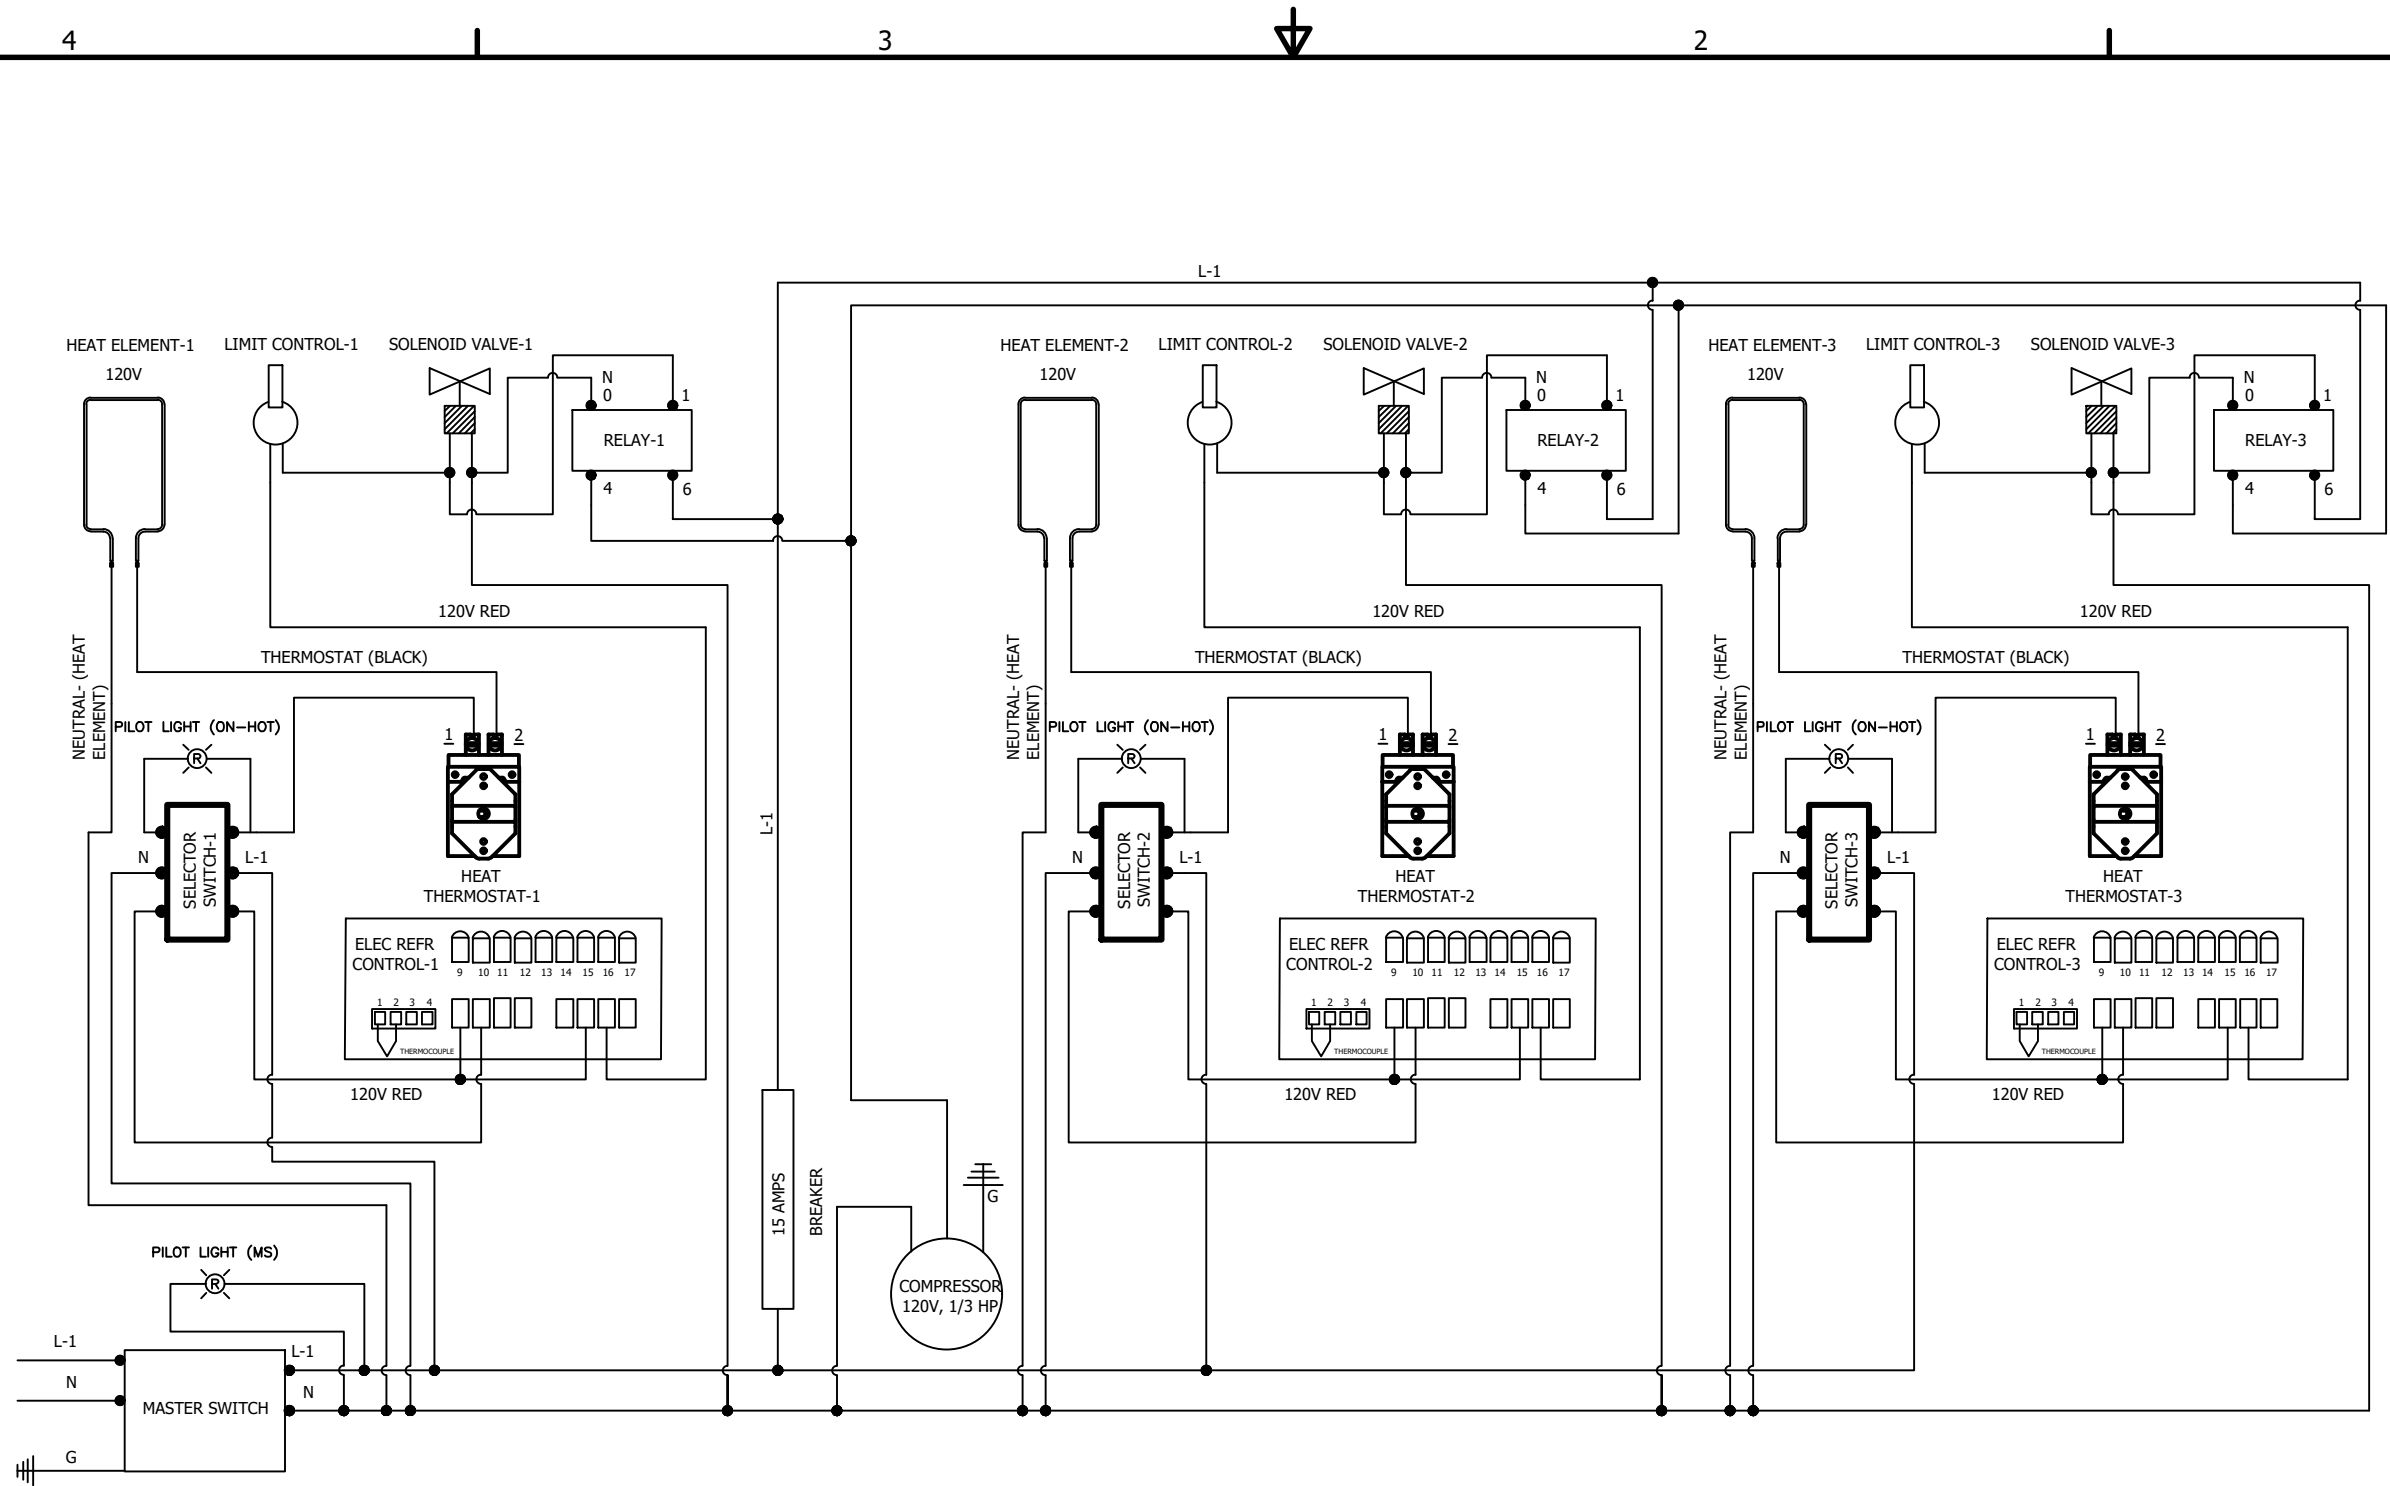 4
3
2
L-1
HEAT ELEMENT-1
120V
LIMIT CONTROL-1
SOLENOID VALVE-1
N
0
1
RELAY-1
4
6
120V RED
THERMOSTAT (BLACK)
NEUTRAL- (HEAT
ELEMENT)
PILOT LIGHT (ON-HOT)
R
1
2
SELECTOR
SWITCH-1
N
L-1
HEAT
THERMOSTAT-1
ELEC REFR
CONTROL-1
9 10 11 12 13 14 15 16 17
1 2 3 4
THERMOCOUPLE
120V RED
L-1
15 AMPS
BREAKER
G
COMPRESSOR
120V, 1/3 HP
HEAT ELEMENT-2
120V
LIMIT CONTROL-2
SOLENOID VALVE-2
N
0
1
RELAY-2
4
6
120V RED
THERMOSTAT (BLACK)
NEUTRAL- (HEAT
ELEMENT)
PILOT LIGHT (ON-HOT)
R
1
2
SELECTOR
SWITCH-2
N
L-1
HEAT
THERMOSTAT-2
ELEC REFR
CONTROL-2
9 10 11 12 13 14 15 16 17
1 2 3 4
THERMOCOUPLE
120V RED
HEAT ELEMENT-3
120V
LIMIT CONTROL-3
SOLENOID VALVE-3
N
0
1
RELAY-3
4
6
120V RED
THERMOSTAT (BLACK)
NEUTRAL- (HEAT
ELEMENT)
PILOT LIGHT (ON-HOT)
R
1
2
SELECTOR
SWITCH-3
N
L-1
HEAT
THERMOSTAT-3
ELEC REFR
CONTROL-3
9 10 11 12 13 14 15 16 17
1 2 3 4
THERMOCOUPLE
120V RED
PILOT LIGHT (MS)
R
L-1
N
G
MASTER SWITCH
L-1
N